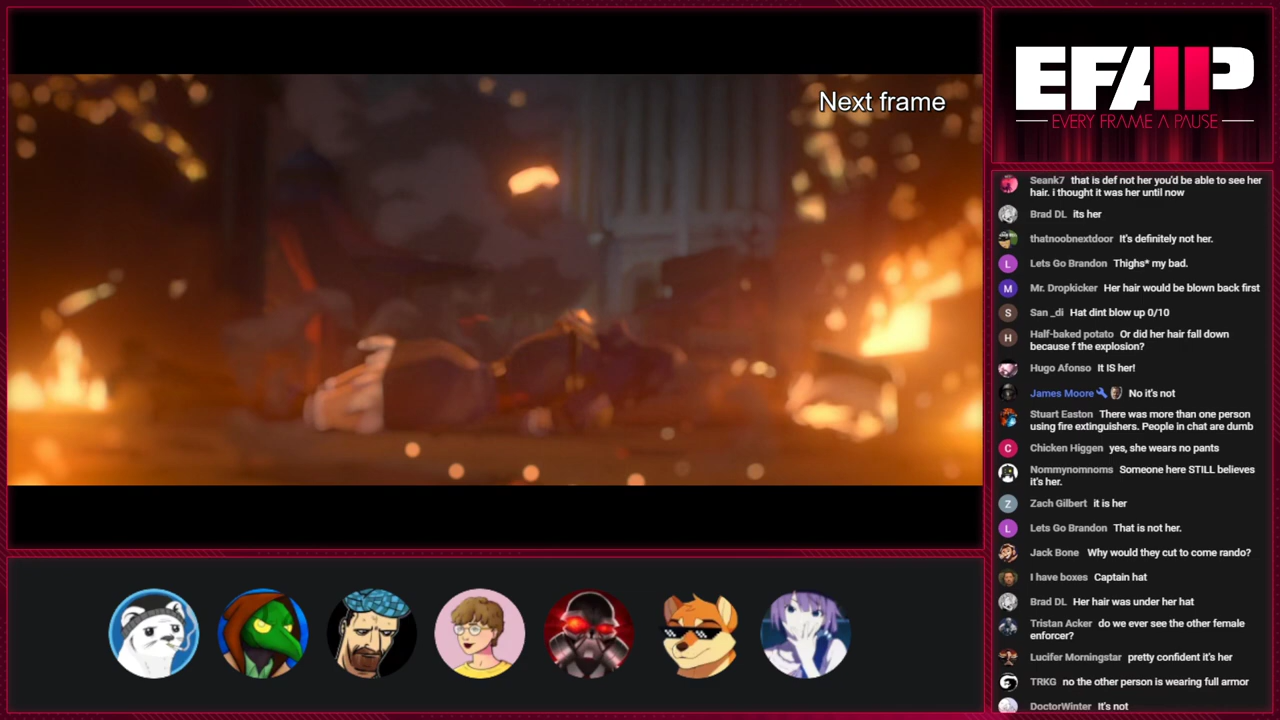 Next frame
EFAP
EVERY FRAME A PAUSE
Seank7 that is def not her you'd be able to see her
hair. i thought it was her until now
Brad DL its her
thatnoobnextdoor It's definitely not her.
L Lets Go Brandon Thighs* my bad.
M Mr. Dropkicker Her hair would be blown back first
S San _di Hat dint blow up 0/10
H Half-baked potato Or did her hair fall down
because f the explosion?
Hugo Afonso It IS her!
James Moore No it's not
Stuart Easton There was more than one person
using fire extinguishers. People in chat are dumb
C Chicken Higgen yes, she wears no pants
Nommynomnoms Someone here STILL believes
it's her.
Z Zach Gilbert it is her
L Lets Go Brandon That is not her.
Jack Bone Why would they cut to come rando?
I have boxes Captain hat
Brad DL Her hair was under her hat
Tristan Acker do we ever see the other female
enforcer?
Lucifer Morningstar pretty confident it's her
TRKG no the other person is wearing full armor
DoctorWinter It's not